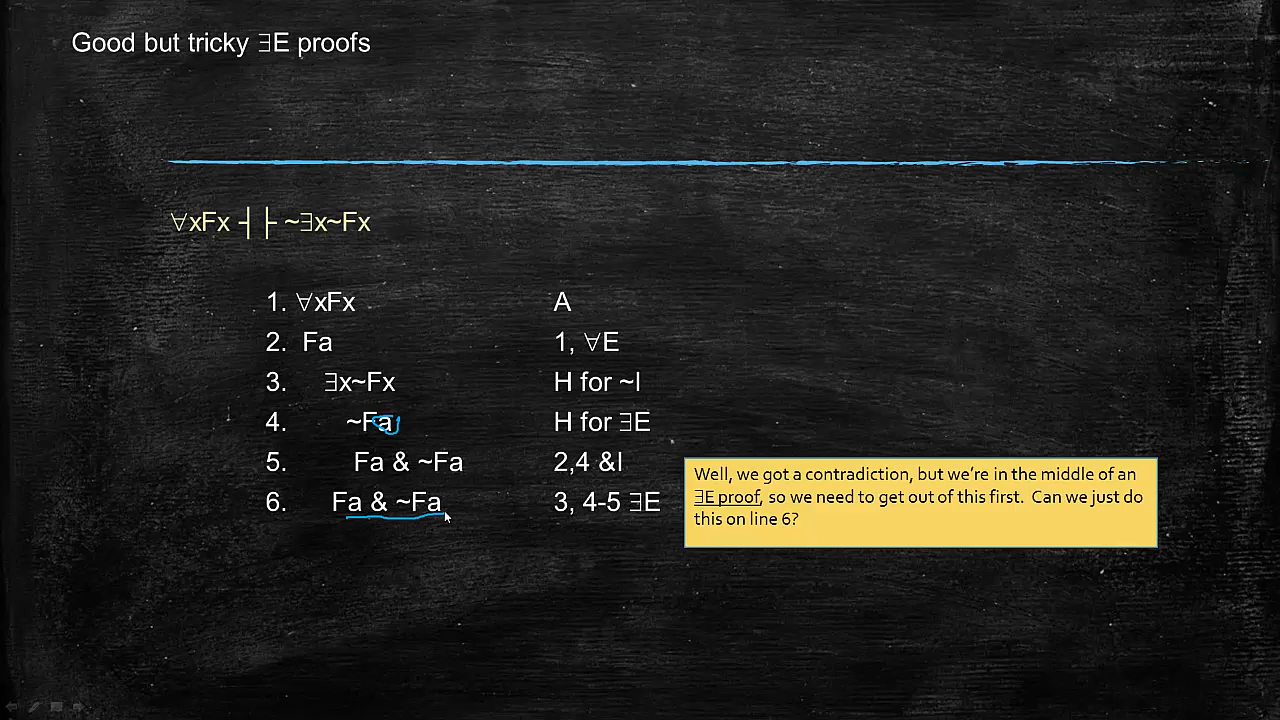 Good but tricky ∃E proofs
∀xFx ┤├ ~∃x~Fx
1. ∀xFx A
2. Fa 1, ∀E
3. ∃x~Fx H for ~I
4. ~Fa H for ∃E
5. Fa & ~Fa 2,4 &I
6. Fa & ~Fa 3, 4-5 ∃E
Well, we got a contradiction, but we're in the middle of an
∃E proof, so we need to get out of this first. Can we just do
this on line 6?